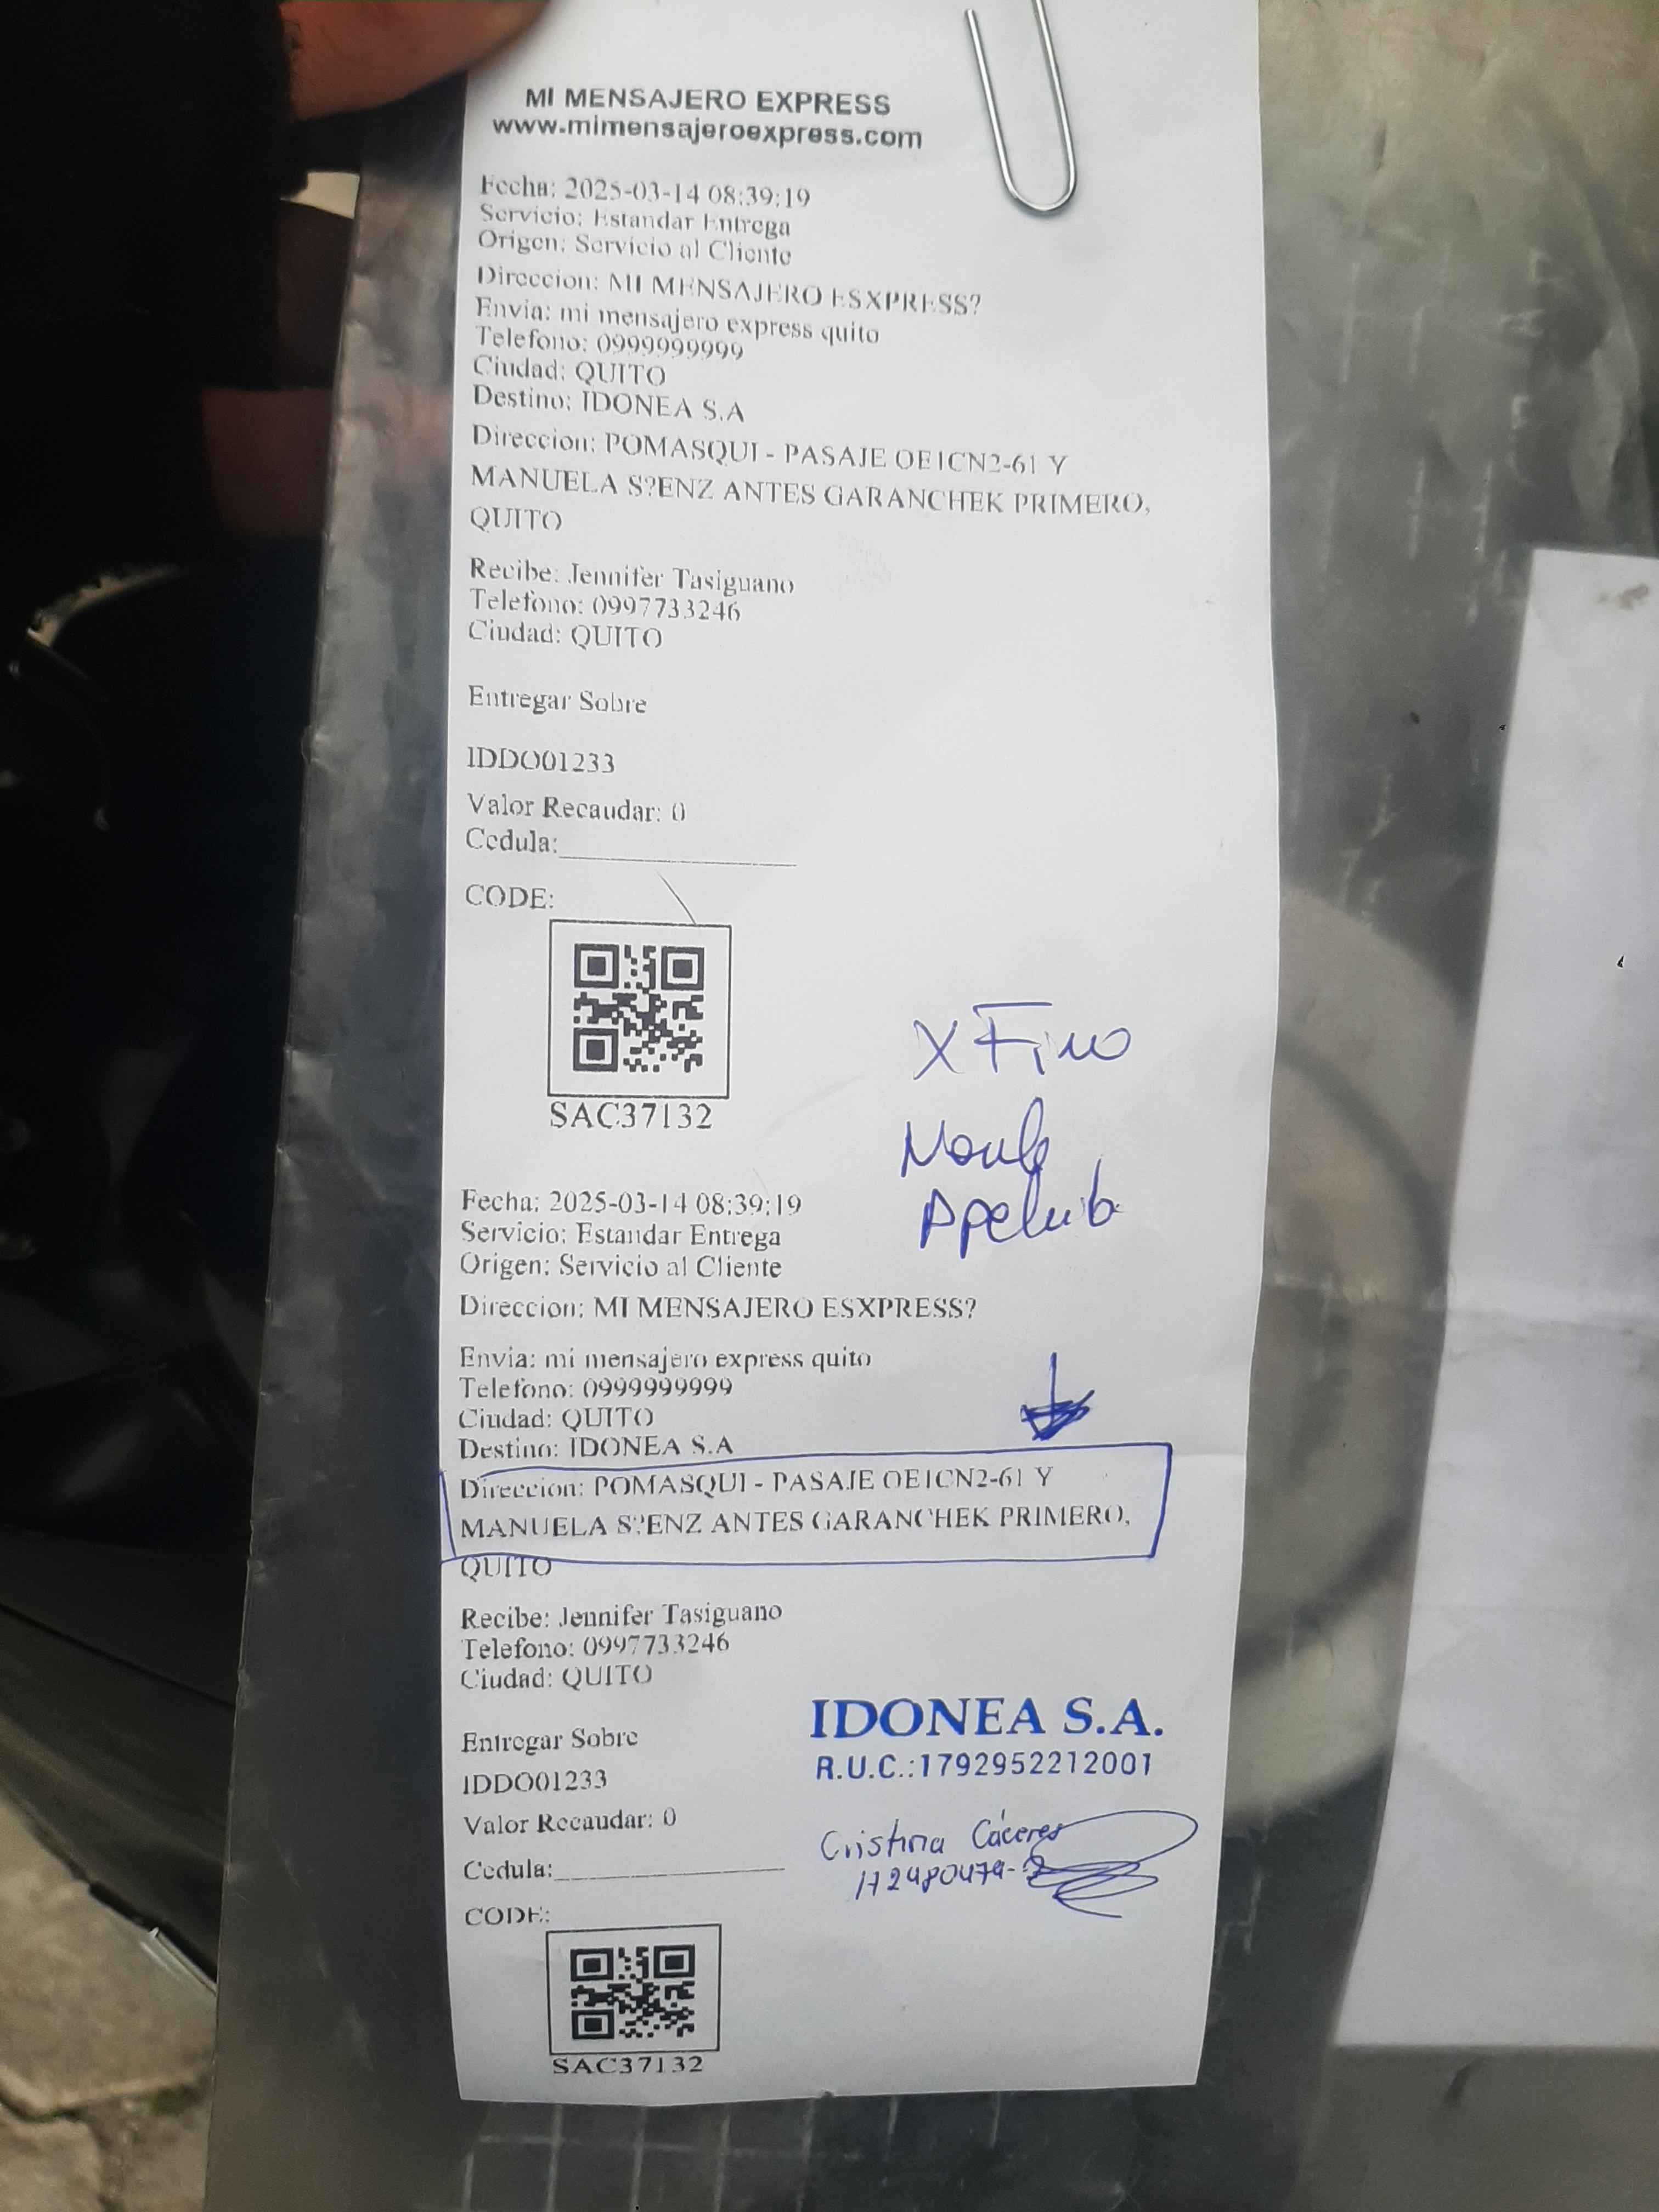 MI MENSAJERO EXPRESS
www.mimensajeroexpress.com
Fecha: 2025-03-14 08:39:19
Servicio: Estandar Entrega
Origen: Servicio al Cliente
Direccion: MI MENSAJERO ESXPRESS?
Envia: mi mensajero express quito
Telefono: 0999999999
Ciudad: QUITO
Destino: IDONEA S.A
Direccion: POMASQUI - PASAJE OE1CN2-61 Y
MANUELA S?ENZ ANTES GARANCHEK PRIMERO,
QUITO
Recibe: Jennifer Tasiguano
Telefono: 0997733246
Ciudad: QUITO
Entregar Sobre
IDDO01233
Valor Recaudar: 0
Cedula:
CODE:
SAC37132
X
Fecha: 2025-03-14 08:39:19
Servicio: Estandar Entrega
Origen: Servicio al Cliente
Direccion: MI MENSAJERO ESXPRESS?
Envia: mi mensajero express quito
Telefono: 0999999999
Ciudad: QUITO
Destino: IDONEA S.A
Direccion: POMASQUI - PASAJE OE1CN2-61 Y
MANUELA S?ENZ ANTES GARANCHEK PRIMERO,
QUITO
Recibe: Jennifer Tasiguano
Telefono: 0997733246
Ciudad: QUITO
IDONEA S.A.
R.U.C.:1792952212001
Entregar Sobre
IDDO01233
Valor Recaudar: 0
Cristina Cáceres
Cedula:
CODE:
SAC37132